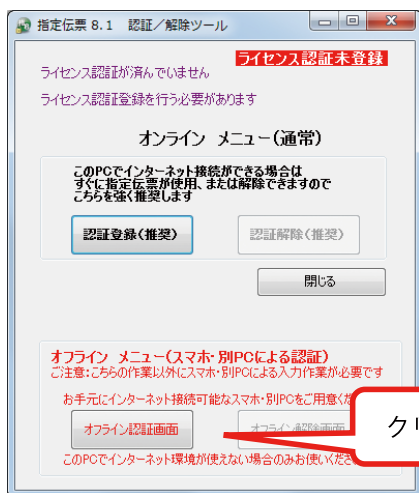 指定伝票 8.1 認証／解除ツール
ライセンス認証未登録
ライセンス認証が済んでいません
ライセンス認証登録を行う必要があります
オンライン メニュー(通常)
このPCでインターネット接続ができる場合は
すぐに指定伝票が使用、または解除できますので
こちらを強く推奨します
認証登録(推奨)
認証解除(推奨)
閉じる
オフライン メニュー(スマホ・別PCによる認証)
ご注意：こちらの作業以外にスマホ・別PCによる入力作業が必要です
お手元にインターネット接続可能なスマホ・別PCをご用意くだ
オフライン認証画面
オフライン解除画面
ク
このPCでインターネット環境が使えない場合のみお使いくださ